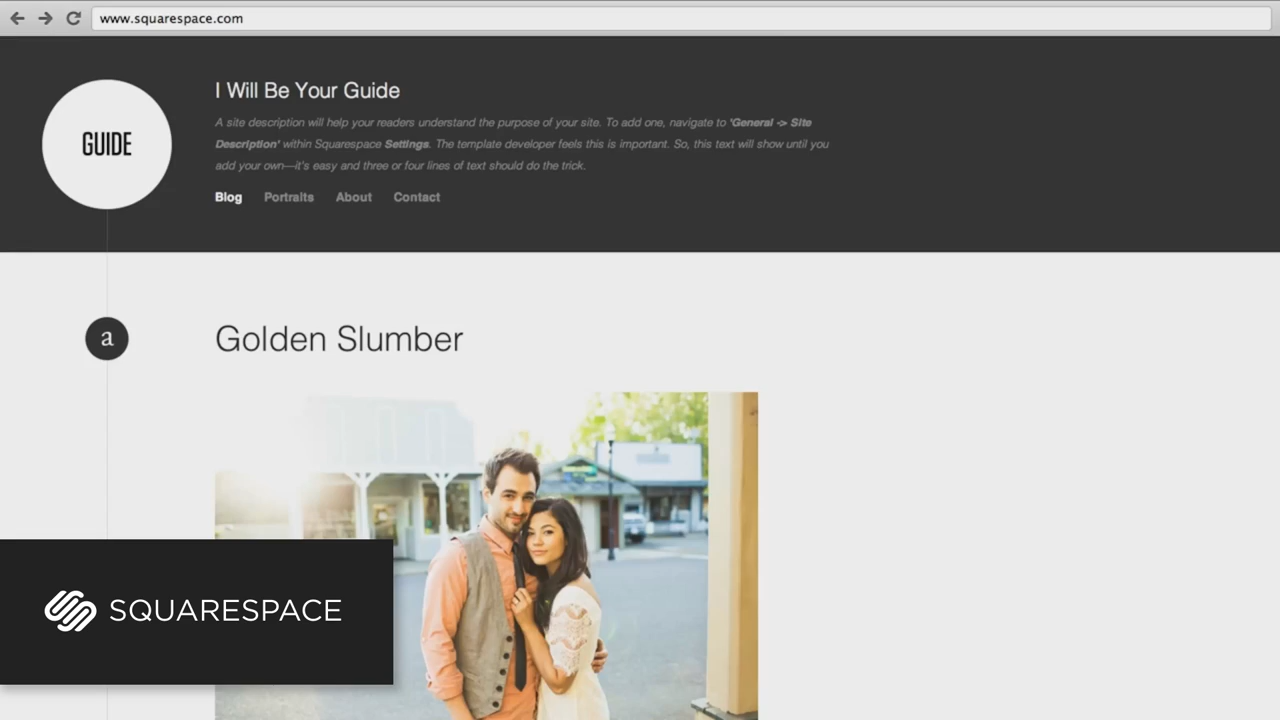 www.squarespace.com
GUIDE
I Will Be Your Guide
A site description will help your readers understand the purpose of your site. To add one, navigate to 'General -> Site
Description' within Squarespace Settings. The template developer feels this is important. So, this text will show until you
add your own—it's easy and three or four lines of text should do the trick.
Blog Portraits About Contact
a
Golden Slumber
SQUARESPACE